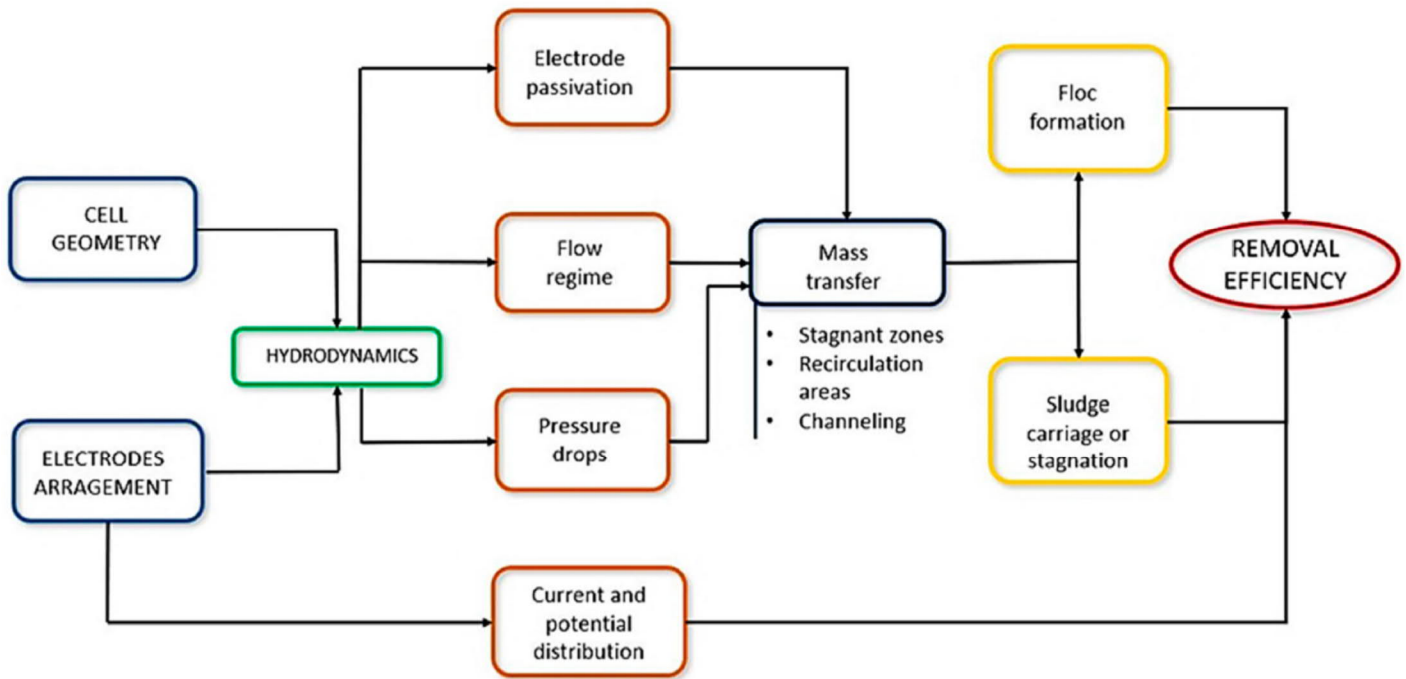 Electrode
passivation
Floc
formation
CELL
GEOMETRY
Flow
regime
Mass
transfer
REMOVAL
EFFICIENCY
HYDRODYNAMICS
• Stagnant zones
• Recirculation
areas
• Channeling
Pressure
drops
Sludge
carriage or
stagnation
ELECTRODES
ARRAGEMENT
Current and
potential
distribution